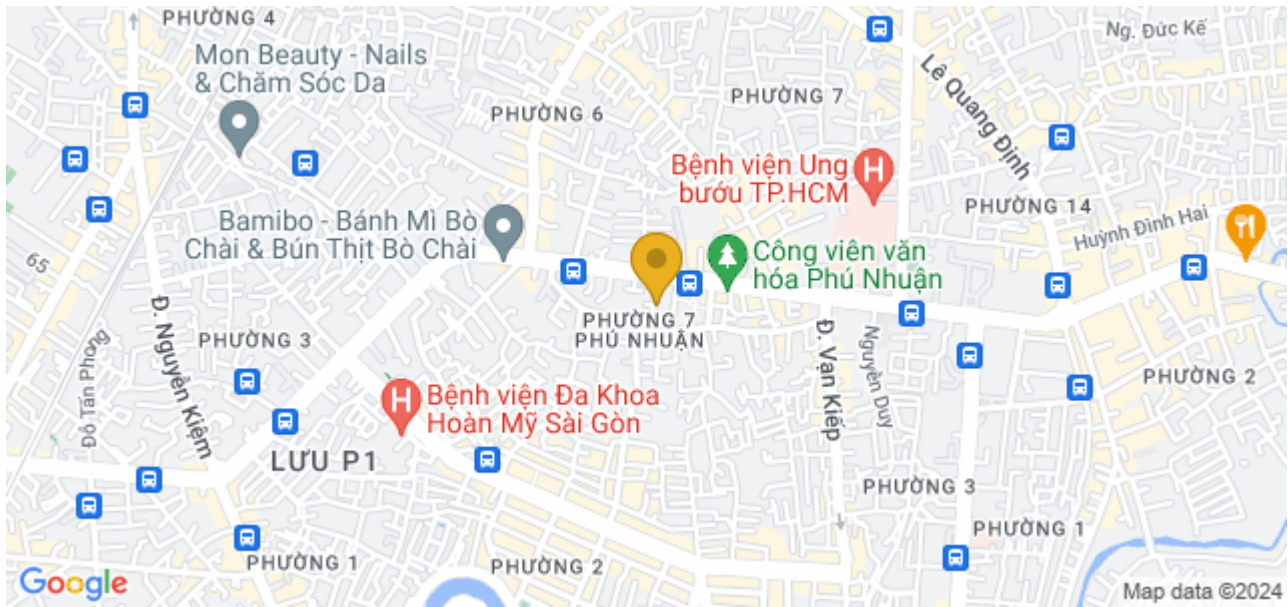 PHƯỜNG 4
Mon Beauty - Nails
& Chăm Sóc Da
Ng. Đức Kế
PHƯỜNG 7
Lê Quang Định
PHƯỜNG 6
Bệnh viện Ung
bướu TP.HCM
PHƯỜNG 14
Bamibo - Bánh Mì Bò
Chài & Bún Thịt Bò Chài
Huỳnh Đình Hai
65
Công viên văn
hóa Phú Nhuận
PHƯỜNG 7
PHÚ NHUẬN
PHƯỜNG 3
Đ. Nguyễn Kiệm
Đỗ Tấn Phong
Đ. Vạn Kiếp
Nguyễn Duy
PHƯỜNG 2
Bệnh viện Đa Khoa
Hoàn Mỹ Sài Gòn
LƯU P1
PHƯỜNG 3
PHƯỜNG 1
PHƯỜNG 1
PHƯỜNG 2
Google
Map data ©2024